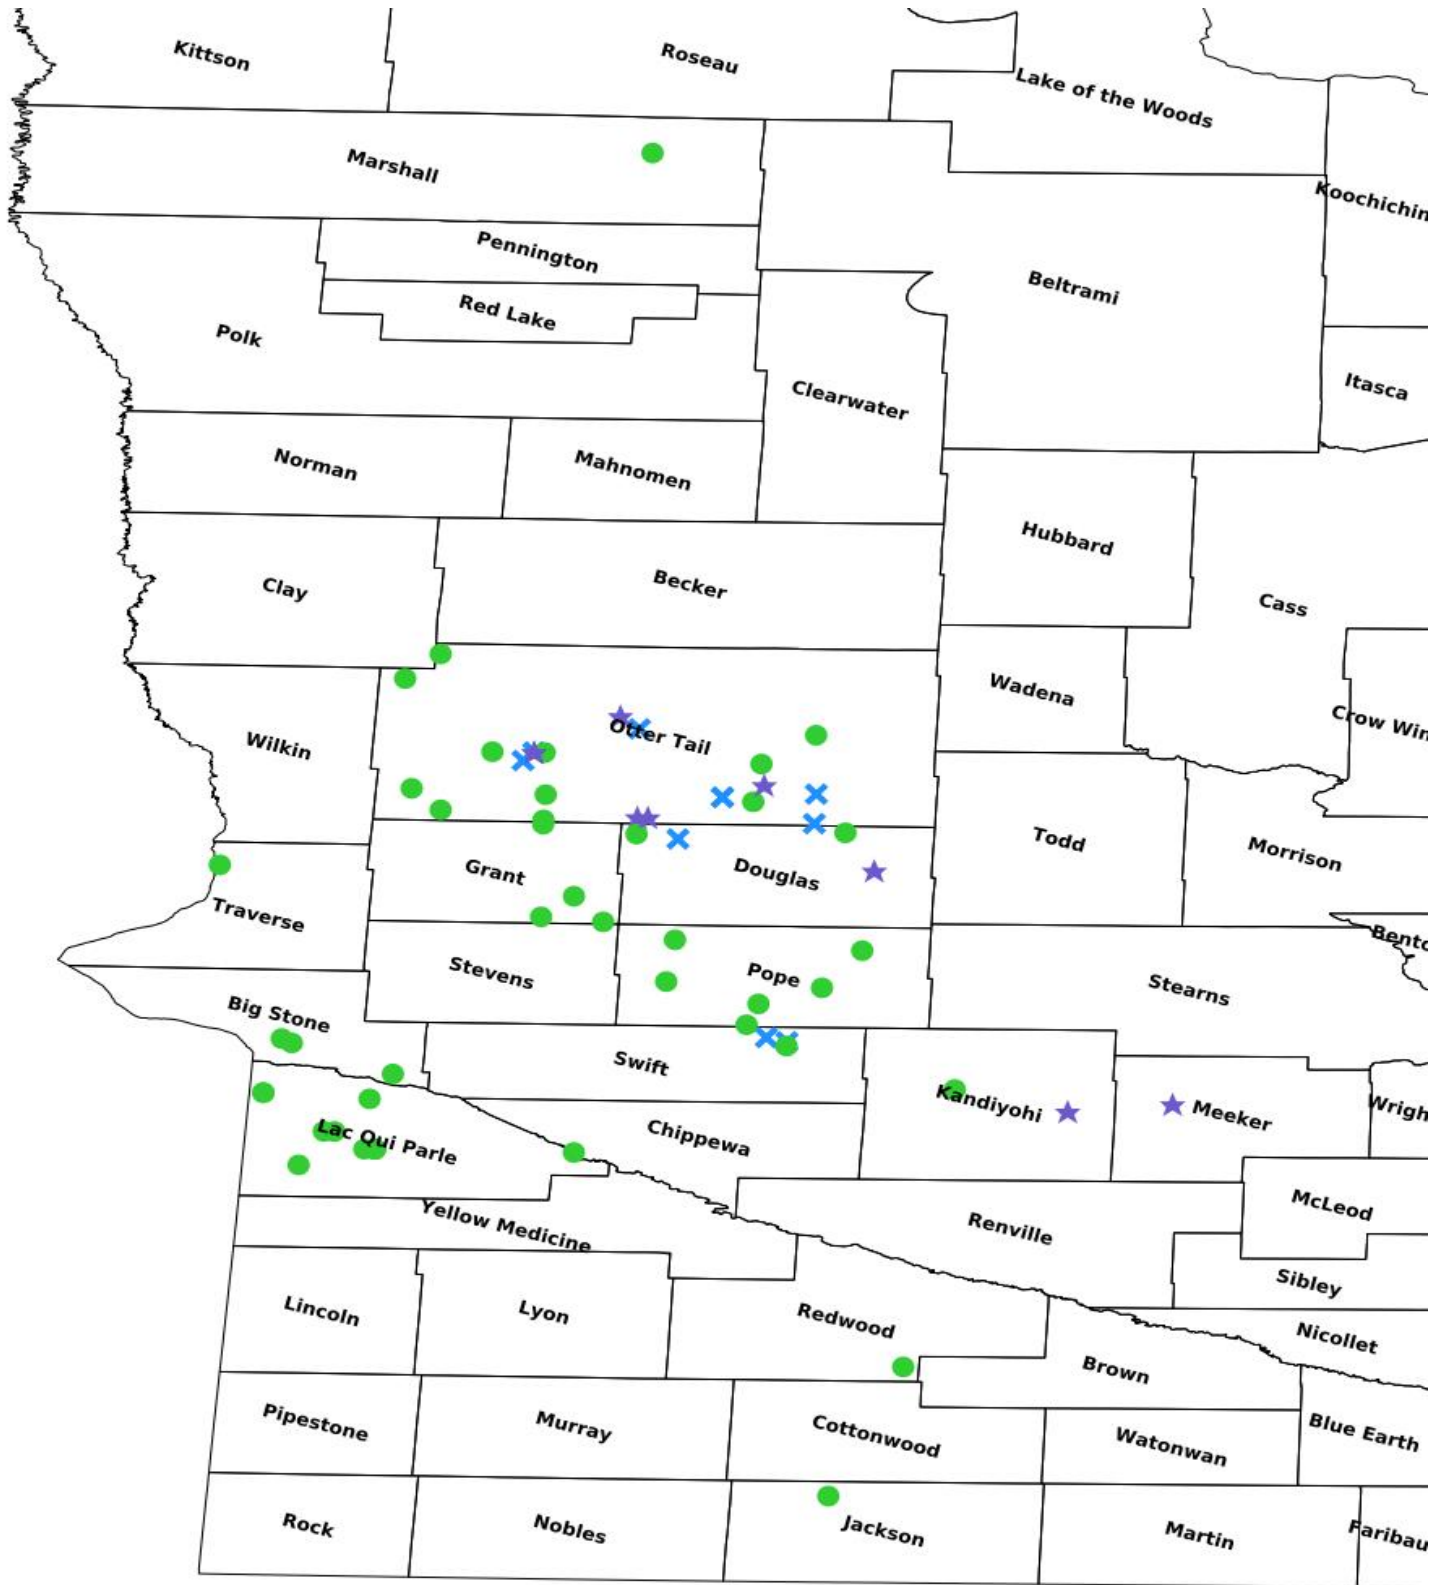 Kittson
Roseau
Lake of the Woods
Marshall
Koochichin
Pennington
Beltrami
Red Lake
Polk
Clearwater
Itasca
Norman
Mahnomen
Hubbard
Clay
Becker
Cass
Wadena
Crow Win
Otter Tail
Wilkin
Todd
Morrison
Grant
Douglas
Traverse
Bento
Stevens
Pope
Stearns
Big Stone
Swift
Kandiyohi
Meeker
Wrigh
Lac Qui Parle
Chippewa
McLeod
Yellow Medicine
Renville
Sibley
Lincoln
Lyon
Redwood
Nicollet
Brown
Pipestone
Murray
Cottonwood
Watonwan
Blue Earth
Rock
Nobles
Jackson
Martin
Faribau